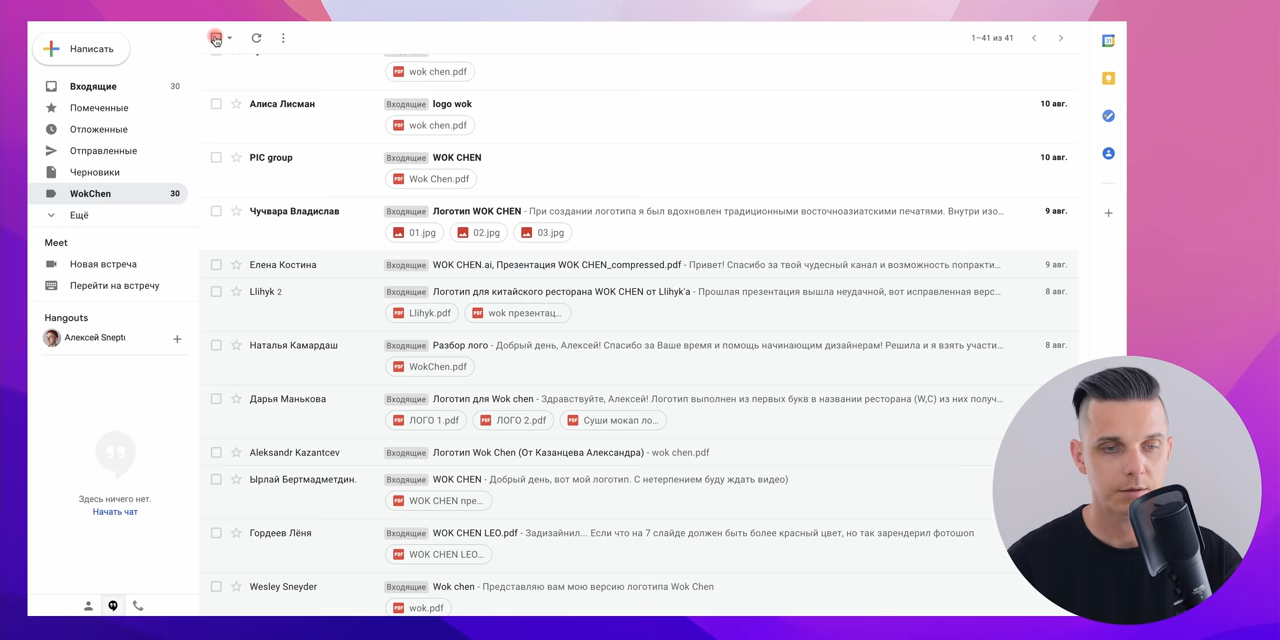 Написать
1–41 из 41
Входящие 30
Помеченные
Отложенные
Отправленные
Черновики
WokChen 30
Ещё
Meet
Новая встреча
Перейти на встречу
Hangouts
Алексей Snept
Здесь ничего нет.
Начать чат
wok chen.pdf
Алиса Лисман Входящие logo wok 10 авг.
wok chen.pdf
PIC group Входящие WOK CHEN 10 авг.
Wok Chen.pdf
Чучвара Владислав Входящие Логотип WOK CHEN - При создании логотипа я был вдохновлен традиционными восточноазиатскими печатями. Внутри изо... 9 авг.
01.jpg 02.jpg 03.jpg
Елена Костина Входящие WOK CHEN.ai, Презентация WOK CHEN_compressed.pdf - Привет! Спасибо за твой чудесный канал и возможность попракти... 9 авг.
Llihyk 2 Входящие Логотип для китайского ресторана WOK CHEN от Llihyk'а - Прошлая презентация вышла неудачной, вот исправленная верс... 8 авг.
Llihyk.pdf wok презентац...
Наталья Камардаш Входящие Разбор лого - Добрый день, Алексей! Спасибо за Ваше время и помощь начинающим дизайнерам! Решила и я взять участи... 8 авг.
WokChen.pdf
Дарья Манькова Входящие Логотип для Wok chen - Здравствуйте, Алексей! Логотип выполнен из первых букв в названии ресторана (W,C) из них получ...
ЛОГО 1.pdf ЛОГО 2.pdf Суши мокап ло...
Aleksandr Kazantcev Входящие Логотип Wok Chen (От Казанцева Александра) - wok chen.pdf
Ырлай Бертмадметдин. Входящие WOK CHEN - Добрый день, вот мой логотип. С нетерпением буду ждать видео)
WOK CHEN пре...
Гордеев Лёня Входящие WOK CHEN LEO.pdf - Задизайнил... Если что на 7 слайде должен быть более красный цвет, но так зарендерил фотошоп
WOK CHEN LEO...
Wesley Sneyder Входящие Wok chen - Представляю вам мою версию логотипа Wok Chen
wok.pdf